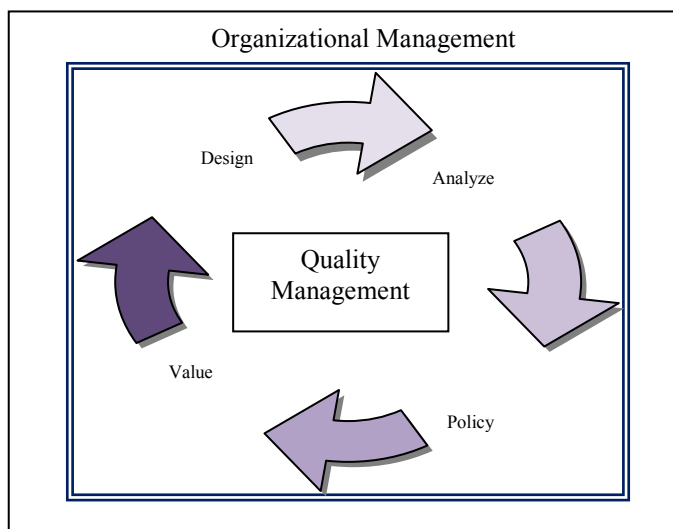 Organizational Management
Design
Analyze
Quality
Management
Value
Policy